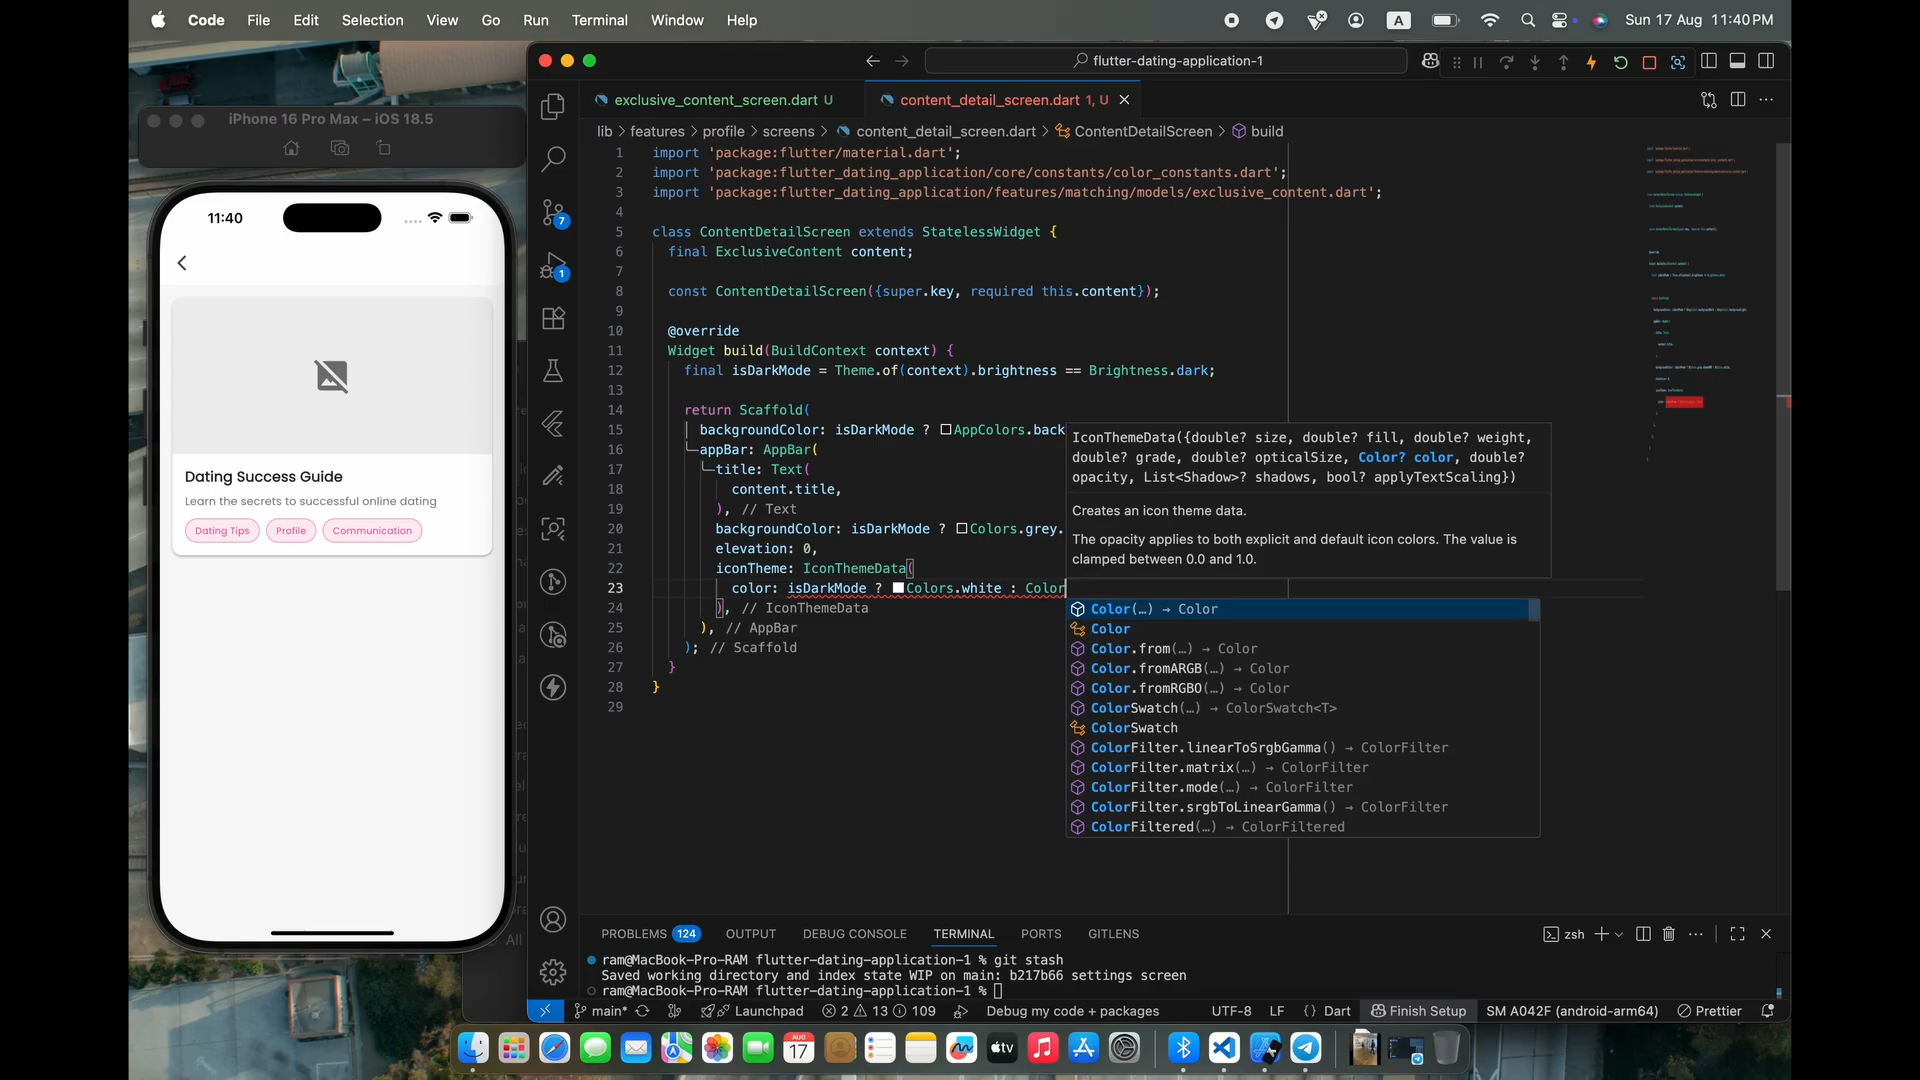 Code File Edit Selection View Go Run Terminal Window Help
A
Sun 17 Aug 11:40 PM
flutter-dating-application-1
iPhone 16 Pro Max – iOS 18.5
11:40
Dating Success Guide
Learn the secrets to successful online dating
Dating Tips Profile Communication
7
1
exclusive_content_screen.dart U
content_detail_screen.dart 1, U
lib > features > profile > screens > content_detail_screen.dart > ContentDetailScreen > build
1 import 'package:flutter/material.dart';
2 import 'package:flutter_dating_application/core/constants/color_constants.dart';
3 import 'package:flutter_dating_application/features/matching/models/exclusive_content.dart';
4
5 class ContentDetailScreen extends StatelessWidget {
6 final ExclusiveContent content;
7
8 const ContentDetailScreen({super.key, required this.content});
9
10 @override
11 Widget build(BuildContext context) {
12 final isDarkMode = Theme.of(context).brightness == Brightness.dark;
13
14 return Scaffold(
15 backgroundColor: isDarkMode ? AppColors.back
16 appBar: AppBar(
17 title: Text(
18 content.title,
19 ), // Text
20 backgroundColor: isDarkMode ? Colors.grey.
21 elevation: 0,
22 iconTheme: IconThemeData(
23 color: isDarkMode ? Colors.white : Color
24 ), // IconThemeData
25 ), // AppBar
26 ); // Scaffold
27 }
28 }
29
IconThemeData({double? size, double? fill, double? weight,
double? grade, double? opticalSize, Color? color, double?
opacity, List<Shadow>? shadows, bool? applyTextScaling})
Creates an icon theme data.
The opacity applies to both explicit and default icon colors. The value is
clamped between 0.0 and 1.0.
Color(…) → Color
Color
Color.from(…) → Color
Color.fromARGB(…) → Color
Color.fromRGBO(…) → Color
ColorSwatch(…) → ColorSwatch<T>
ColorSwatch
ColorFilter.linearToSrgbGamma() → ColorFilter
ColorFilter.matrix(…) → ColorFilter
ColorFilter.mode(…) → ColorFilter
ColorFilter.srgbToLinearGamma() → ColorFilter
ColorFiltered(…) → ColorFiltered
All
PROBLEMS 124 OUTPUT DEBUG CONSOLE TERMINAL PORTS GITLENS
zsh
ram@MacBook-Pro-RAM flutter-dating-application-1 % git stash
Saved working directory and index state WIP on main: b217b66 settings screen
ram@MacBook-Pro-RAM flutter-dating-application-1 %
main* Launchpad 2 13 109 Debug my code + packages UTF-8 LF {} Dart Finish Setup SM A042F (android-arm64) Prettier
AUG
17
tv